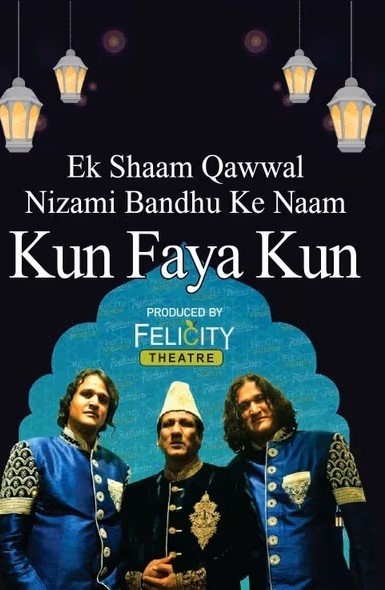 Ek Shaam Qawwal
Nizami Bandhu Ke Naam
Kun Faya Kun
PRODUCED BY
FELICITY
THEATRE